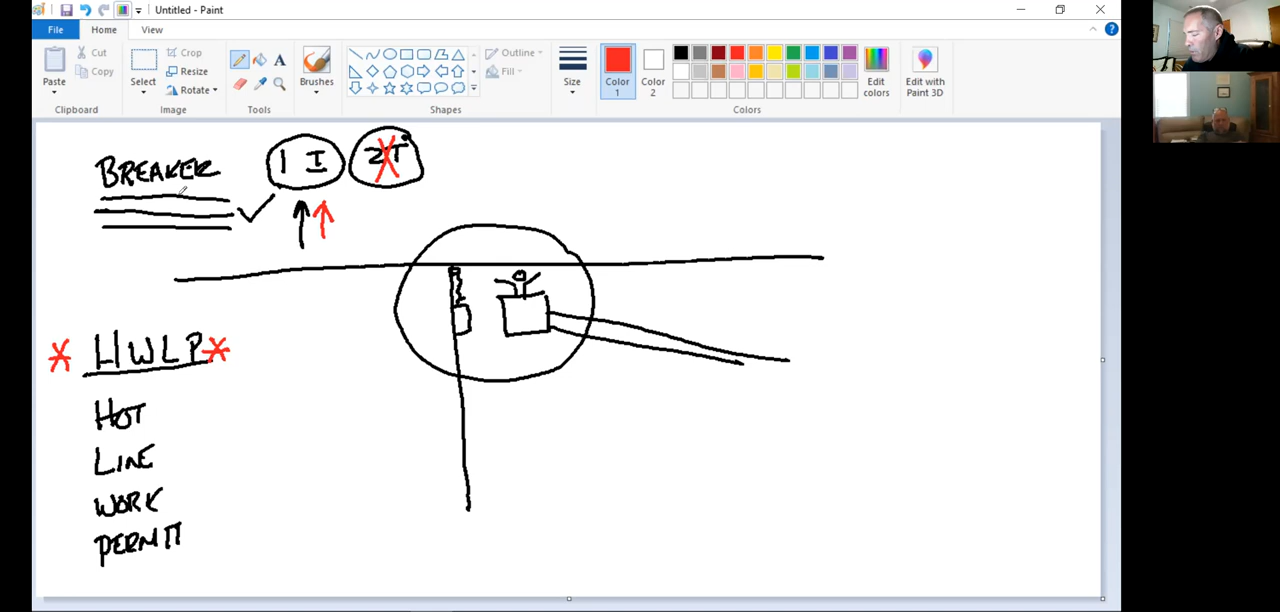 Untitled - Paint
File Home View
Paste
Cut
Copy
Clipboard
Select
Crop
Resize
Rotate
Image
Tools
Brushes
Shapes
Outline
Fill
Size
Color 1
Color 2
Edit colors
Colors
Edit with Paint 3D
BREAKER 1 I 2T
HWLP
HOT
LINE
WORK
PERMIT